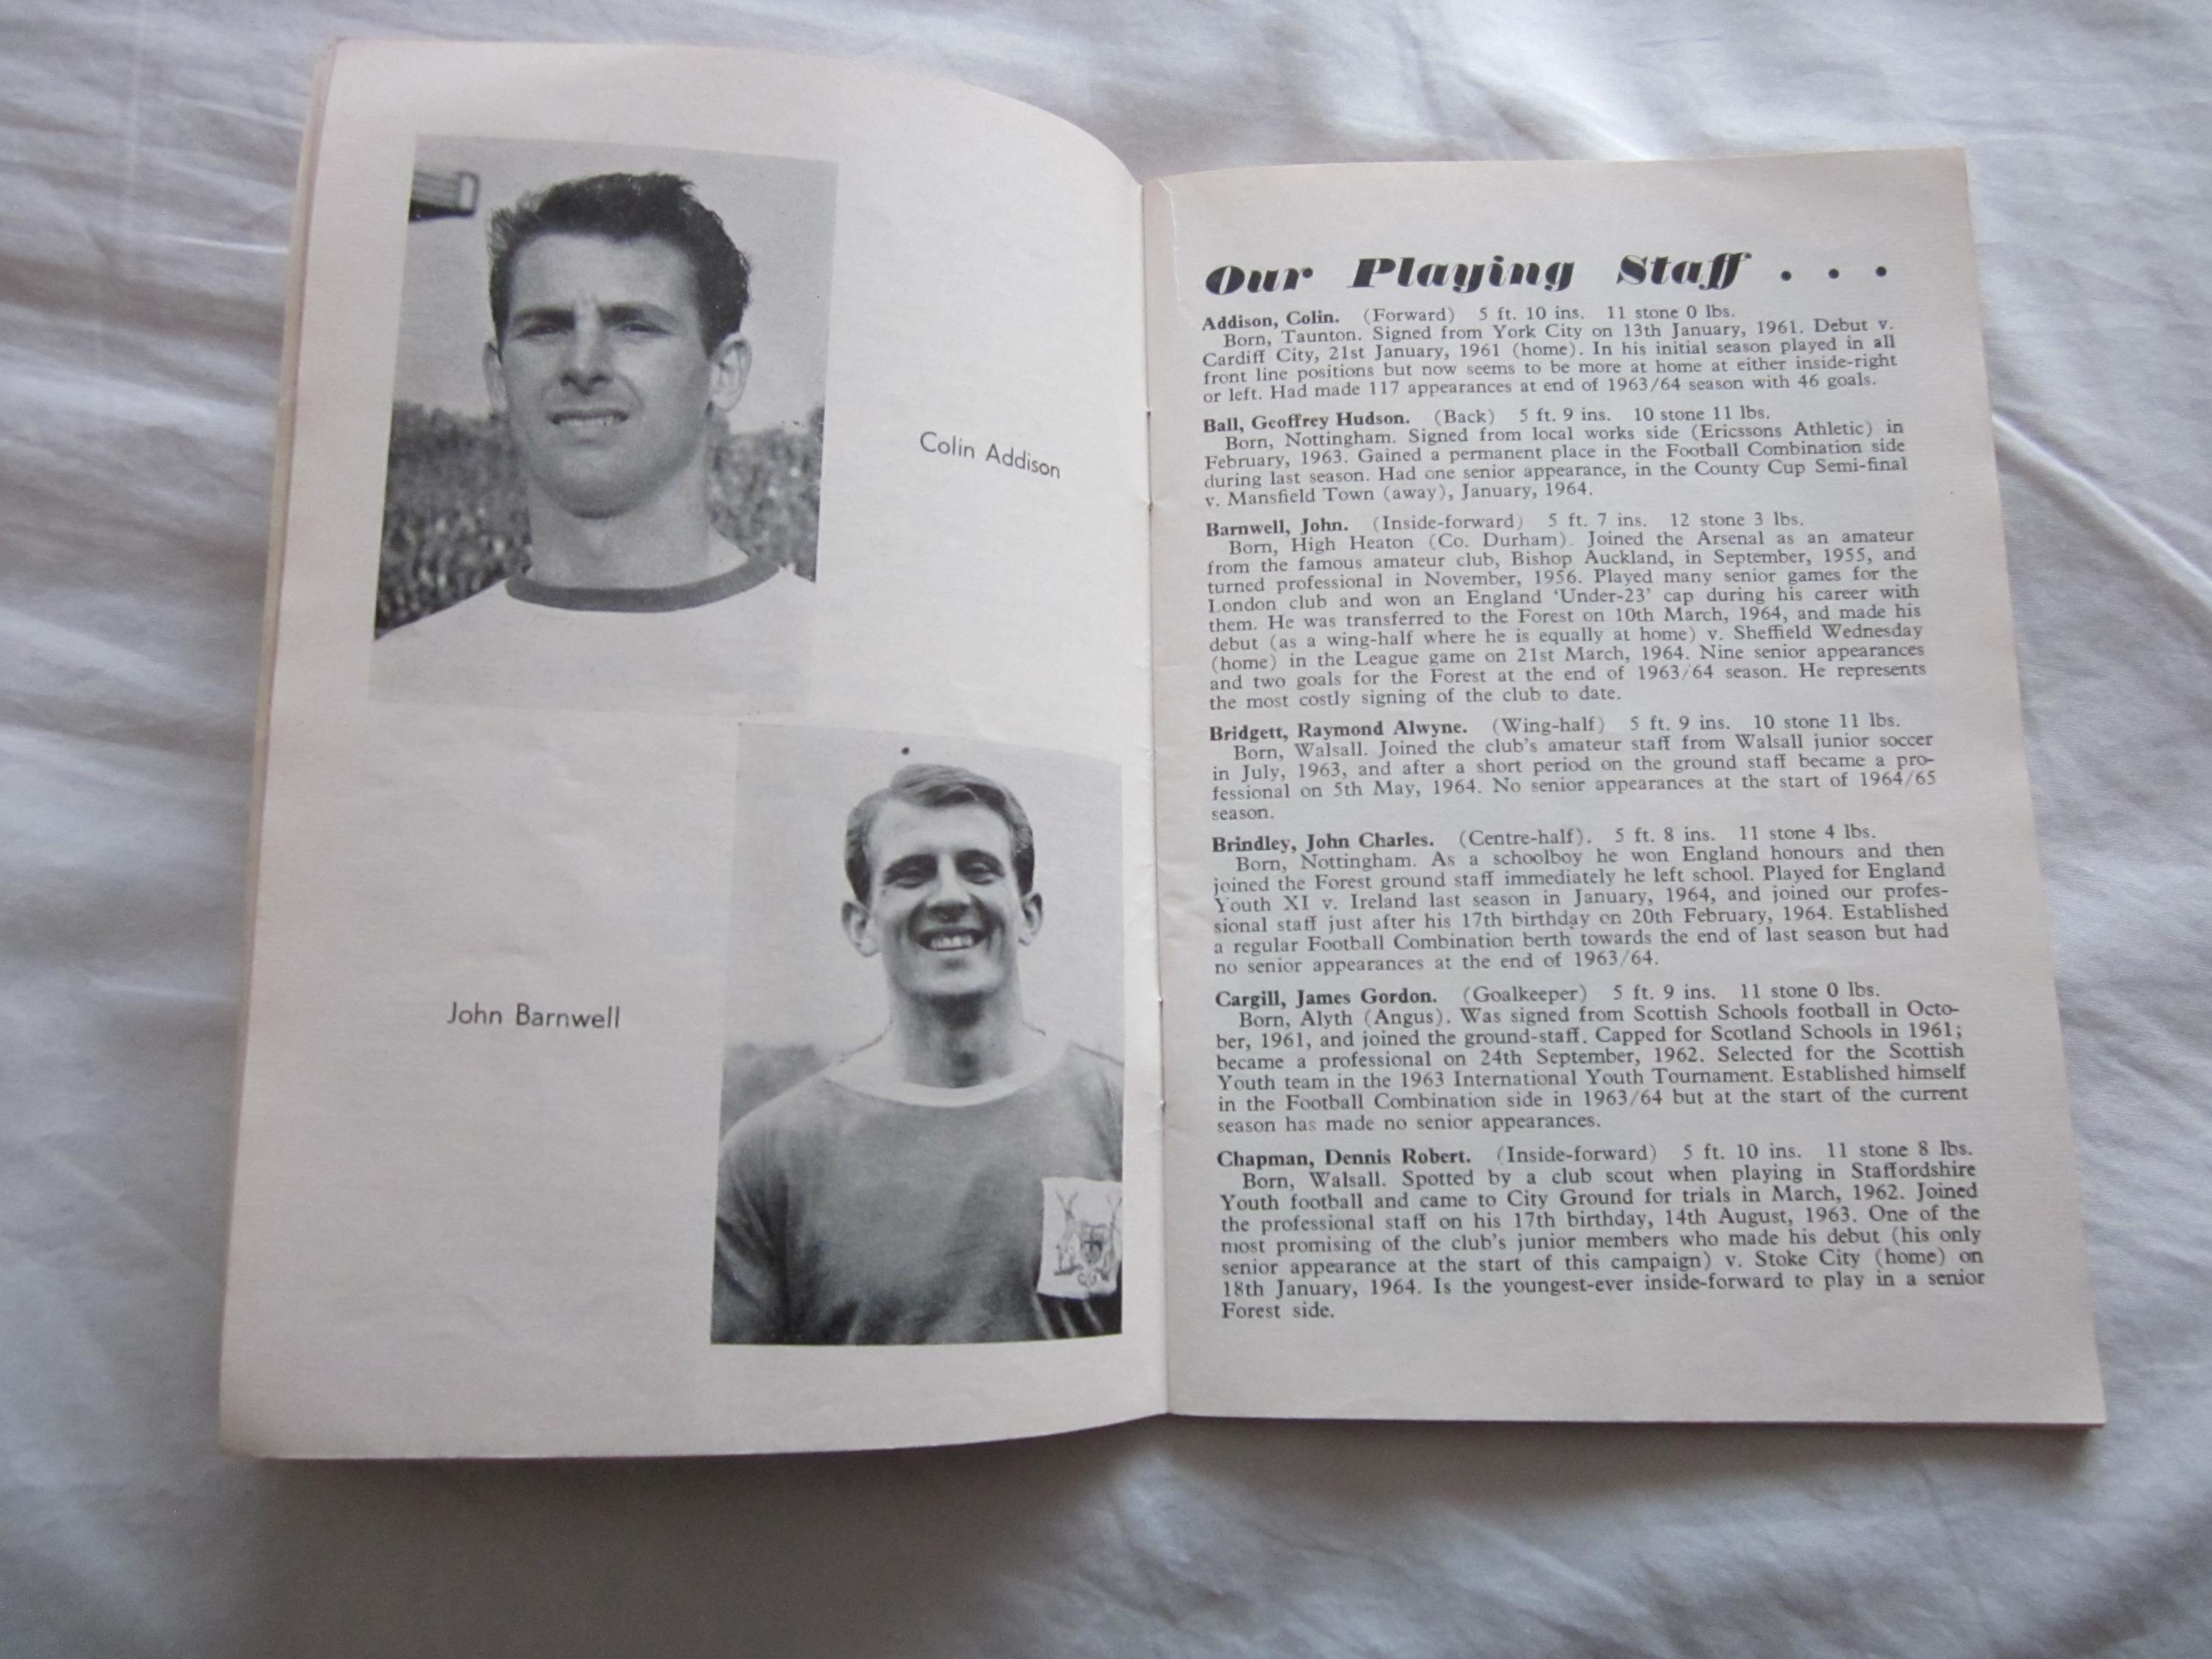 Colin Addison
John Barnwell
Our Playing Staff . . .
Addison, Colin. (Forward) 5 ft. 10 ins. 11 stone 0 lbs.
Born, Taunton. Signed from York City on 13th January, 1961. Debut v.
Cardiff City, 21st January, 1961 (home). In his initial season played in all
front line positions but now seems to be more at home at either inside-right
or left. Had made 117 appearances at end of 1963/64 season with 46 goals.
Ball, Geoffrey Hudson. (Back) 5 ft. 9 ins. 10 stone 11 lbs.
Born, Nottingham. Signed from local works side (Ericssons Athletic) in
February, 1963. Gained a permanent place in the Football Combination side
during last season. Had one senior appearance, in the County Cup Semi-final
v. Mansfield Town (away), January, 1964.
Barnwell, John. (Inside-forward) 5 ft. 7 ins. 12 stone 3 lbs.
Born, High Heaton (Co. Durham). Joined the Arsenal as an amateur
from the famous amateur club, Bishop Auckland, in September, 1955, and
turned professional in November, 1956. Played many senior games for the
London club and won an England 'Under-23' cap during his career with
them. He was transferred to the Forest on 10th March, 1964, and made his
debut (as a wing-half where he is equally at home) v. Sheffield Wednesday
(home) in the League game on 21st March, 1964. Nine senior appearances
and two goals for the Forest at the end of 1963/64 season. He represents
the most costly signing of the club to date.
Bridgett, Raymond Alwyne. (Wing-half) 5 ft. 9 ins. 10 stone 11 lbs.
Born, Walsall. Joined the club's amateur staff from Walsall junior soccer
in July, 1963, and after a short period on the ground staff became a pro-
fessional on 5th May, 1964. No senior appearances at the start of 1964/65
season.
Brindley, John Charles. (Centre-half). 5 ft. 8 ins. 11 stone 4 lbs.
Born, Nottingham. As a schoolboy he won England honours and then
joined the Forest ground staff immediately he left school. Played for England
Youth XI v. Ireland last season in January, 1964, and joined our profes-
sional staff just after his 17th birthday on 20th February, 1964. Established
a regular Football Combination berth towards the end of last season but had
no senior appearances at the end of 1963/64.
Cargill, James Gordon. (Goalkeeper) 5 ft. 9 ins. 11 stone 0 lbs.
Born, Alyth (Angus). Was signed from Scottish Schools football in Octo-
ber, 1961, and joined the ground-staff. Capped for Scotland Schools in 1961;
became a professional on 24th September, 1962. Selected for the Scottish
Youth team in the 1963 International Youth Tournament. Established himself
in the Football Combination side in 1963/64 but at the start of the current
season has made no senior appearances.
Chapman, Dennis Robert. (Inside-forward) 5 ft. 10 ins. 11 stone 8 lbs.
Born, Walsall. Spotted by a club scout when playing in Staffordshire
Youth football and came to City Ground for trials in March, 1962. Joined
the professional staff on his 17th birthday, 14th August, 1963. One of the
most promising of the club's junior members who made his debut (his only
senior appearance at the start of this campaign) v. Stoke City (home) on
18th January, 1964. Is the youngest-ever inside-forward to play in a senior
Forest side.